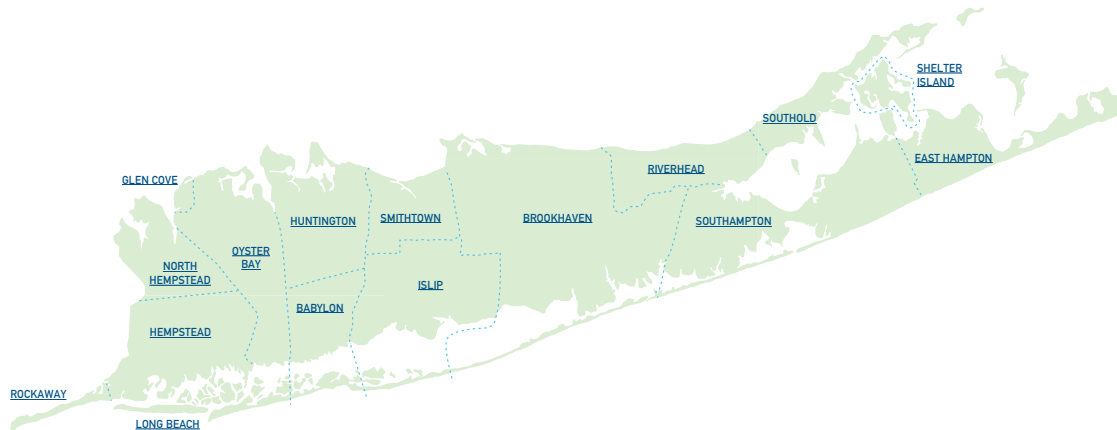 SHELTER
ISLAND
SOUTHOLD
EAST HAMPTON
RIVERHEAD
GLEN COVE
HUNTINGTON
SMITHTOWN
BROOKHAVEN
SOUTHAMPTON
OYSTER
BAY
NORTH
HEMPSTEAD
ISLIP
BABYLON
HEMPSTEAD
ROCKAWAY
LONG BEACH